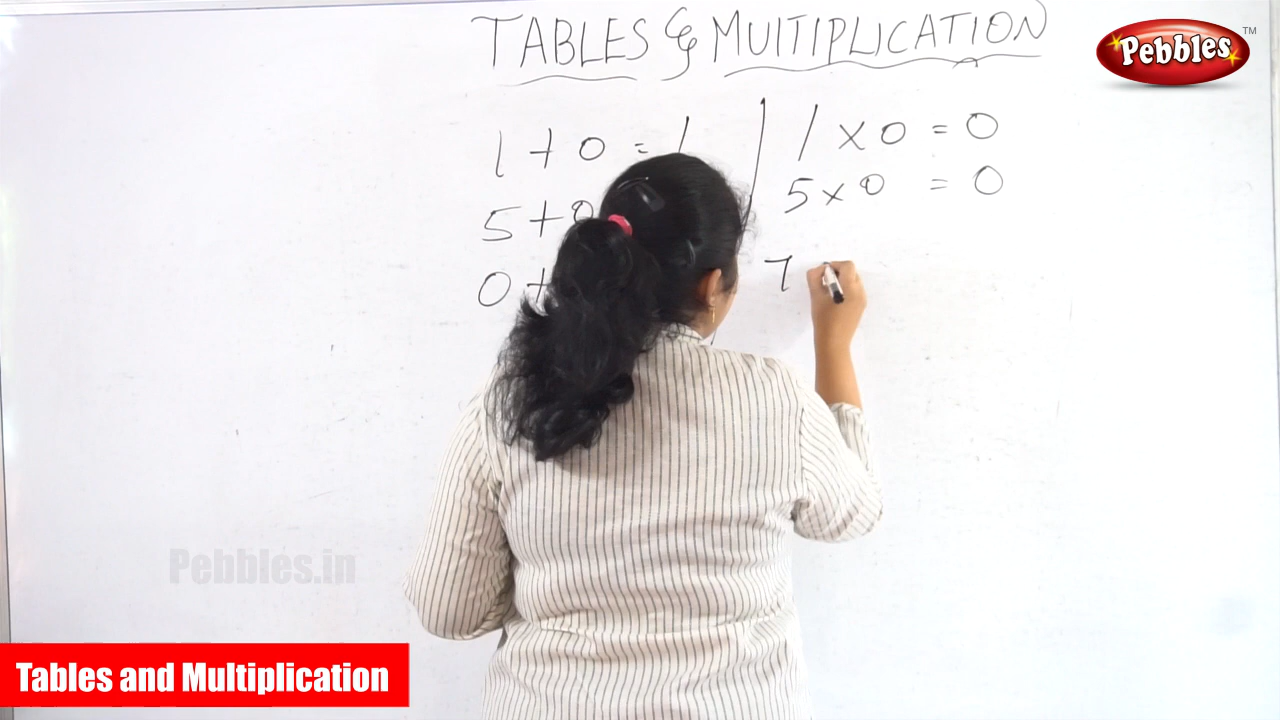 TABLES & MULTIPLICATION
Pebbles™
1 + 0 = 1
5 + 0
0 +
1 × 0 = 0
5 × 0 = 0
7
Pebbles.in
Tables and Multiplication